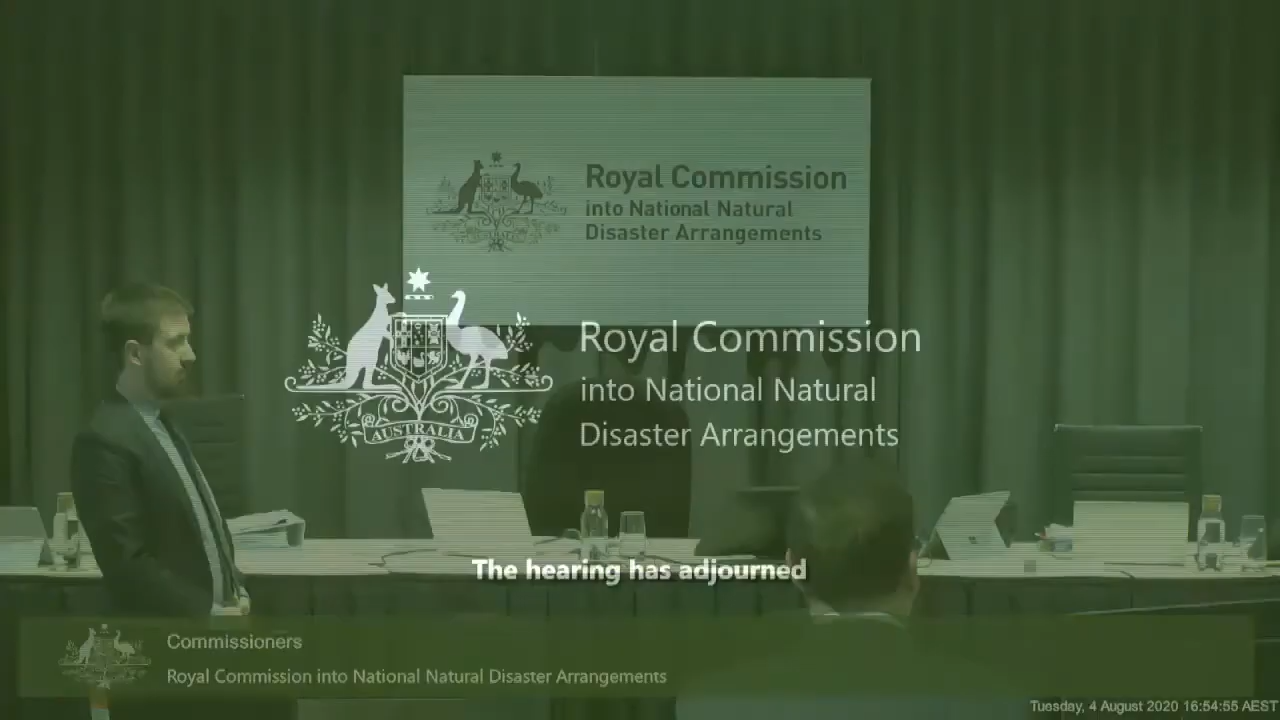 Royal Commission
into National Natural
Disaster Arrangements
Royal Commission
into National Natural
Disaster Arrangements
AUSTRALIA
The hearing has adjourned
Commissioners
Royal Commission into National Natural Disaster Arrangements
Tuesday, 4 August 2020 16:54:55 AEST